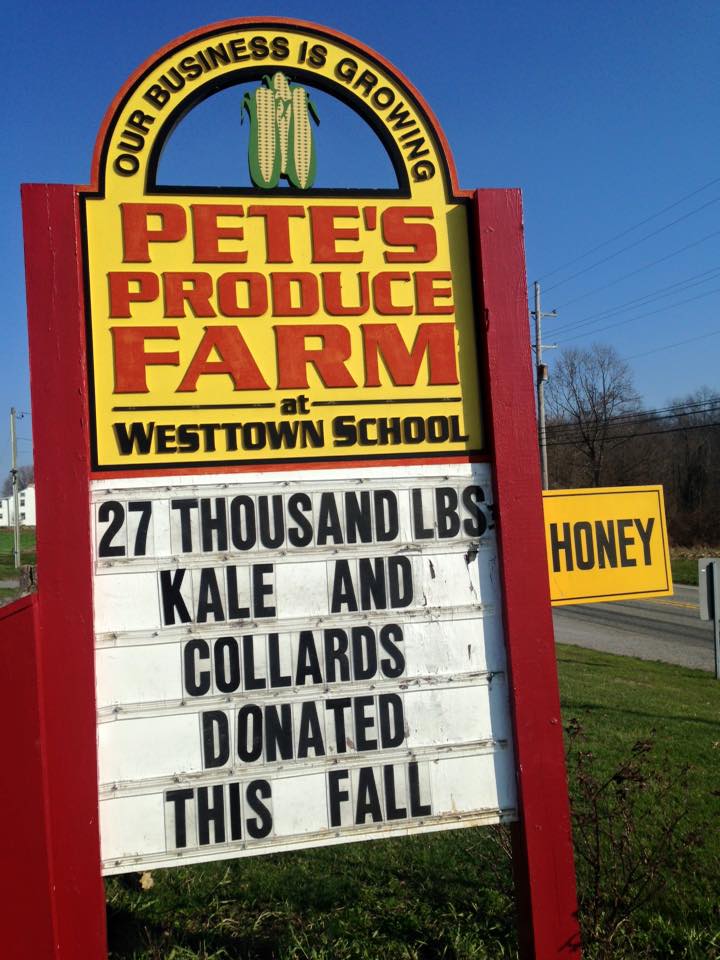 OUR BUSINESS IS GROWING
PETE'S
PRODUCE
FARM
at
WESTTOWN SCHOOL
27 THOUSAND LBS
KALE AND
COLLARDS
DONATED
THIS FALL
HONEY